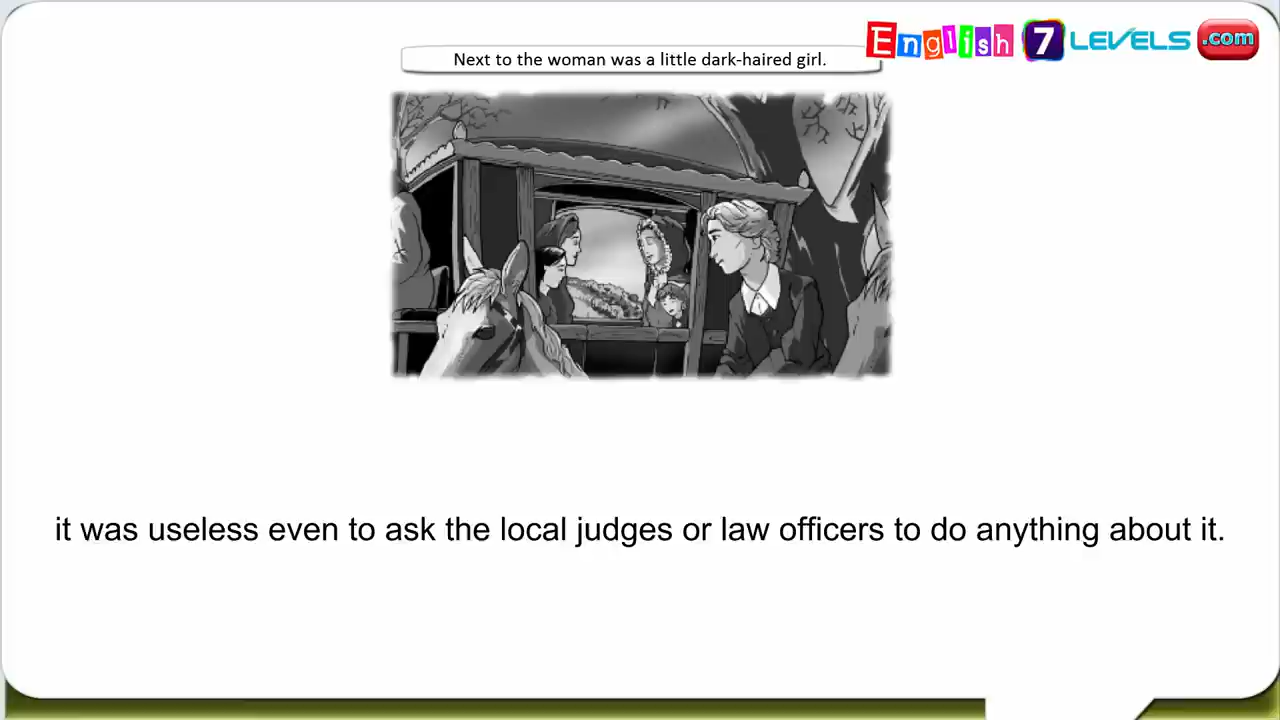 English 7 LEVELS .com
Next to the woman was a little dark-haired girl.
it was useless even to ask the local judges or law officers to do anything about it.